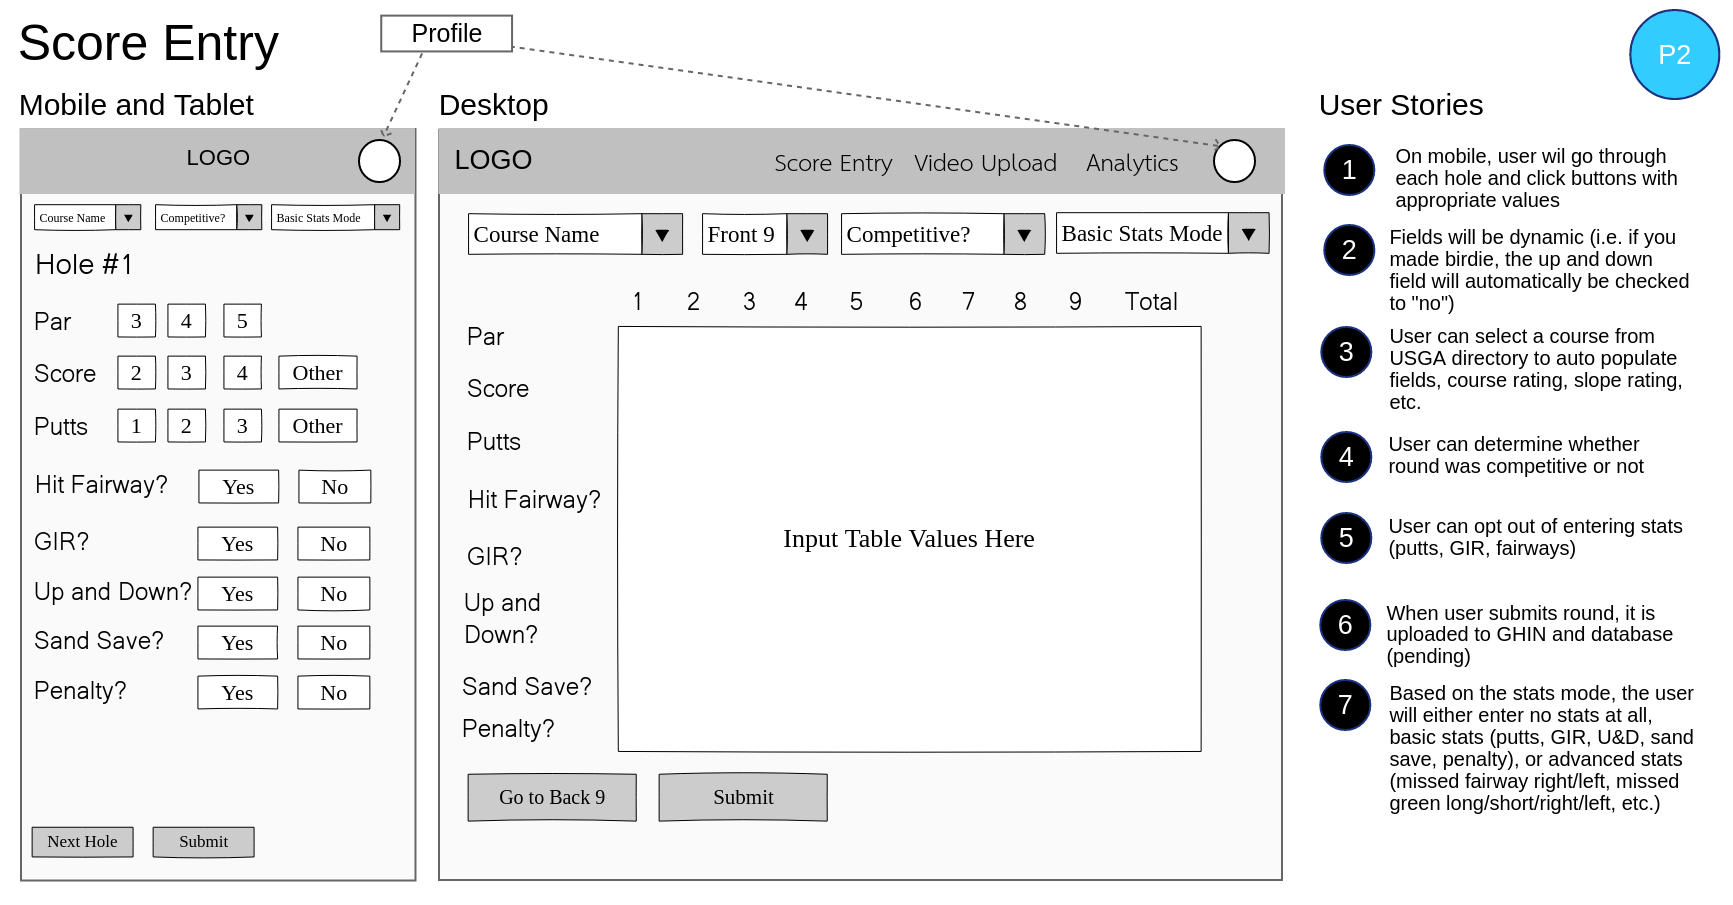 Score Entry
Profile
P2
Mobile and Tablet
LOGO
Course Name
Competitive?
Basic Stats Mode
Hole #1
Par 3 4 5
Score 2 3 4 Other
Putts 1 2 3 Other
Hit Fairway? Yes No
GIR? Yes No
Up and Down? Yes No
Sand Save? Yes No
Penalty? Yes No
Next Hole Submit
Desktop
LOGO Score Entry Video Upload Analytics
Course Name Front 9 Competitive? Basic Stats Mode
1 2 3 4 5 6 7 8 9 Total
Par
Score
Putts
Hit Fairway?
Input Table Values Here
GIR?
Up and
Down?
Sand Save?
Penalty?
Go to Back 9 Submit
User Stories
1 On mobile, user wil go through
each hole and click buttons with
appropriate values
2 Fields will be dynamic (i.e. if you
made birdie, the up and down
field will automatically be checked
to "no")
3 User can select a course from
USGA directory to auto populate
fields, course rating, slope rating,
etc.
4 User can determine whether
round was competitive or not
5 User can opt out of entering stats
(putts, GIR, fairways)
6 When user submits round, it is
uploaded to GHIN and database
(pending)
7 Based on the stats mode, the user
will either enter no stats at all,
basic stats (putts, GIR, U&D, sand
save, penalty), or advanced stats
(missed fairway right/left, missed
green long/short/right/left, etc.)